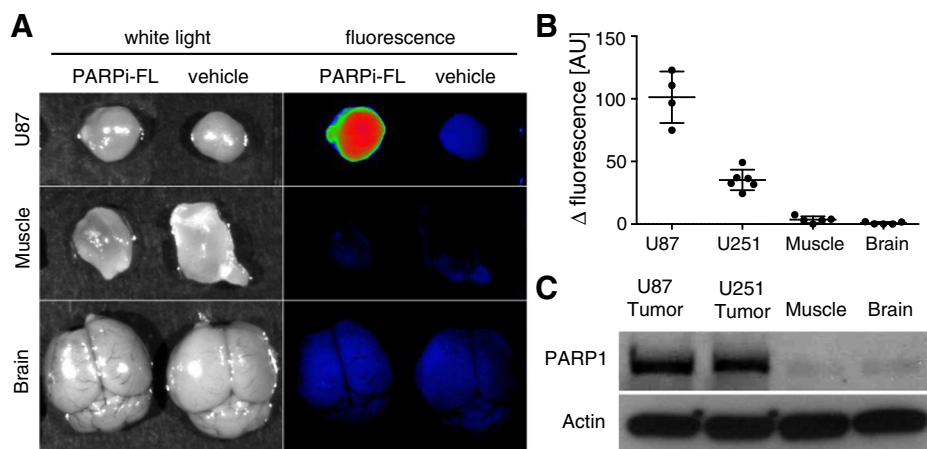 A
white light
fluorescence
PARPi-FL
vehicle
PARPi-FL
vehicle
U87
Muscle
Brain
B
Δ fluorescence [AU]
150
100
50
0
U87
U251
Muscle
Brain
C
U87
Tumor
U251
Tumor
Muscle
Brain
PARP1
Actin